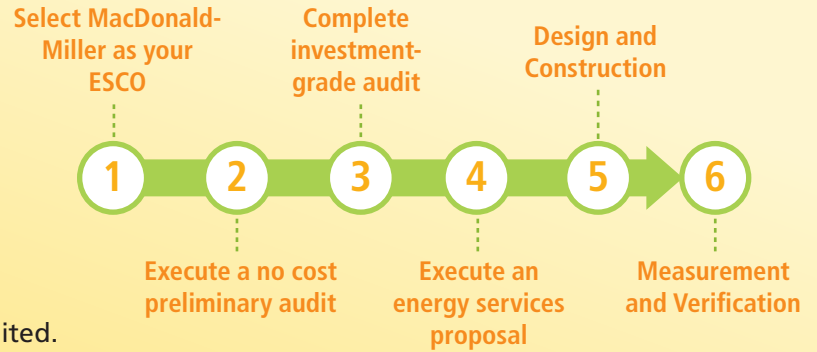 Select MacDonald-
Miller as your
ESCO
Complete
investment-
grade audit
Design and
Construction
1
2
3
4
5
6
Execute a no cost
preliminary audit
Execute an
energy services
proposal
Measurement
and Verification
ited.